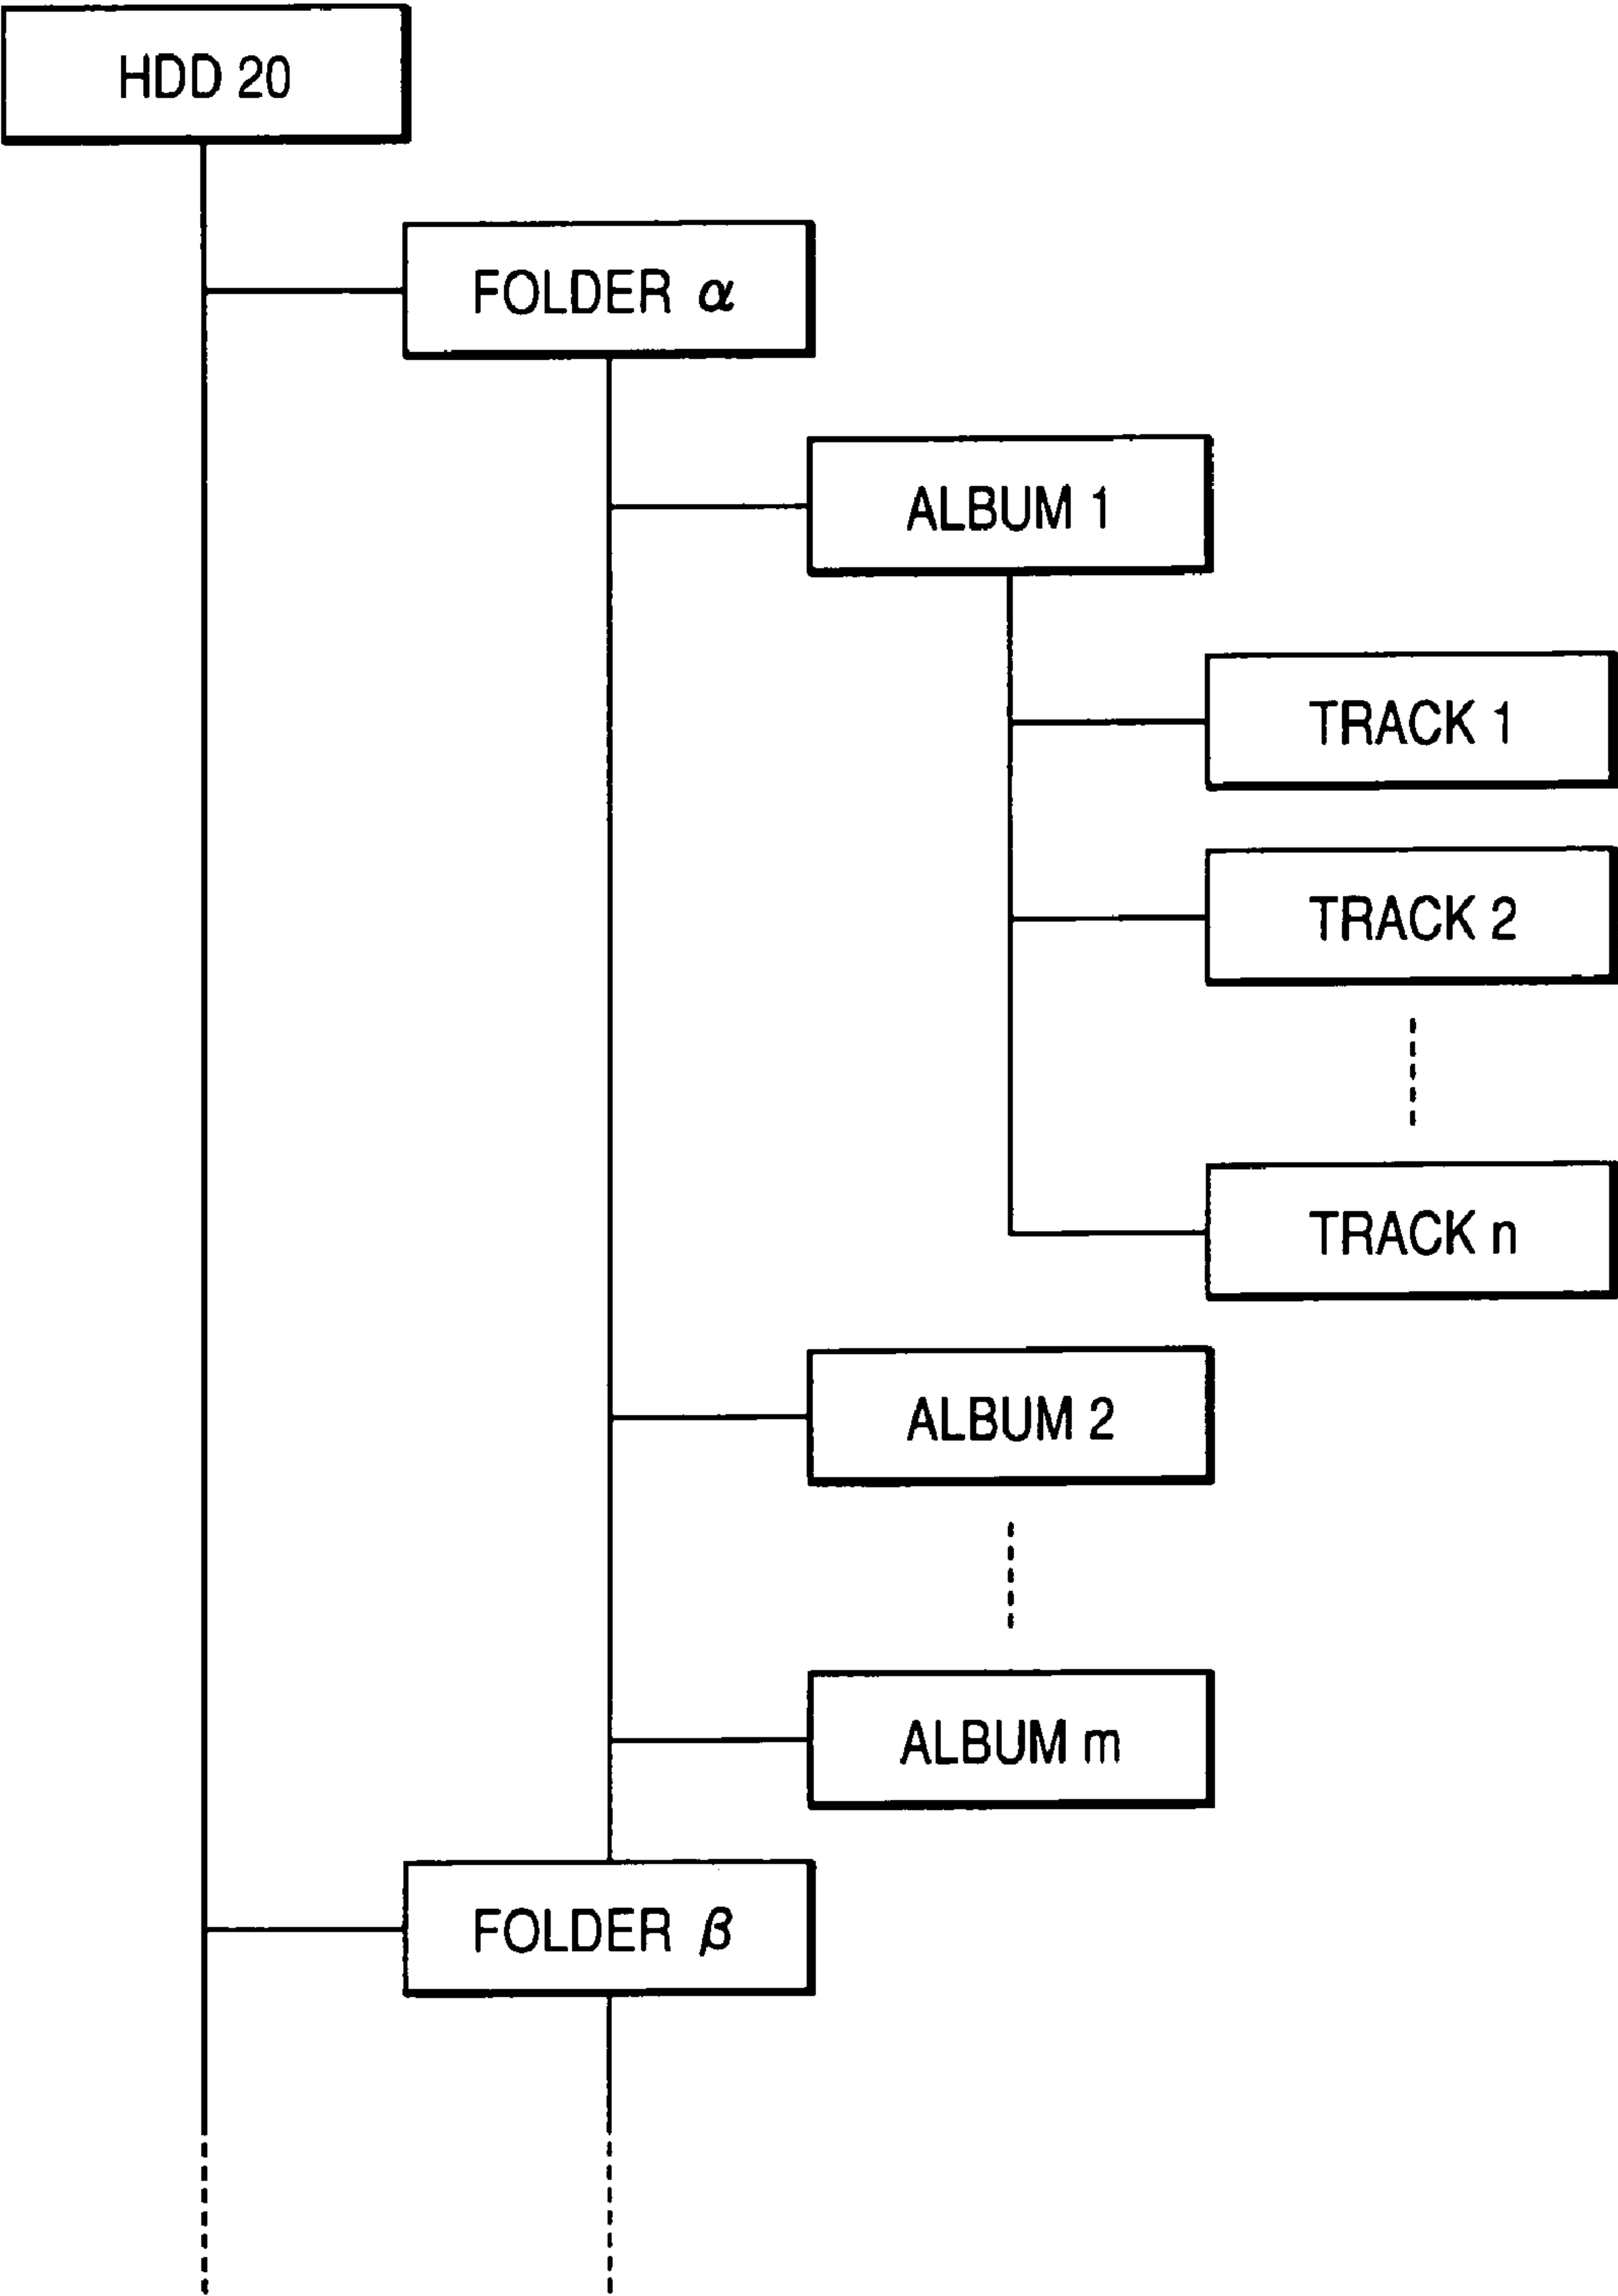 HDD 20
FOLDER α
ALBUM 1
TRACK 1
TRACK 2
TRACK n
ALBUM 2
ALBUM m
FOLDER β